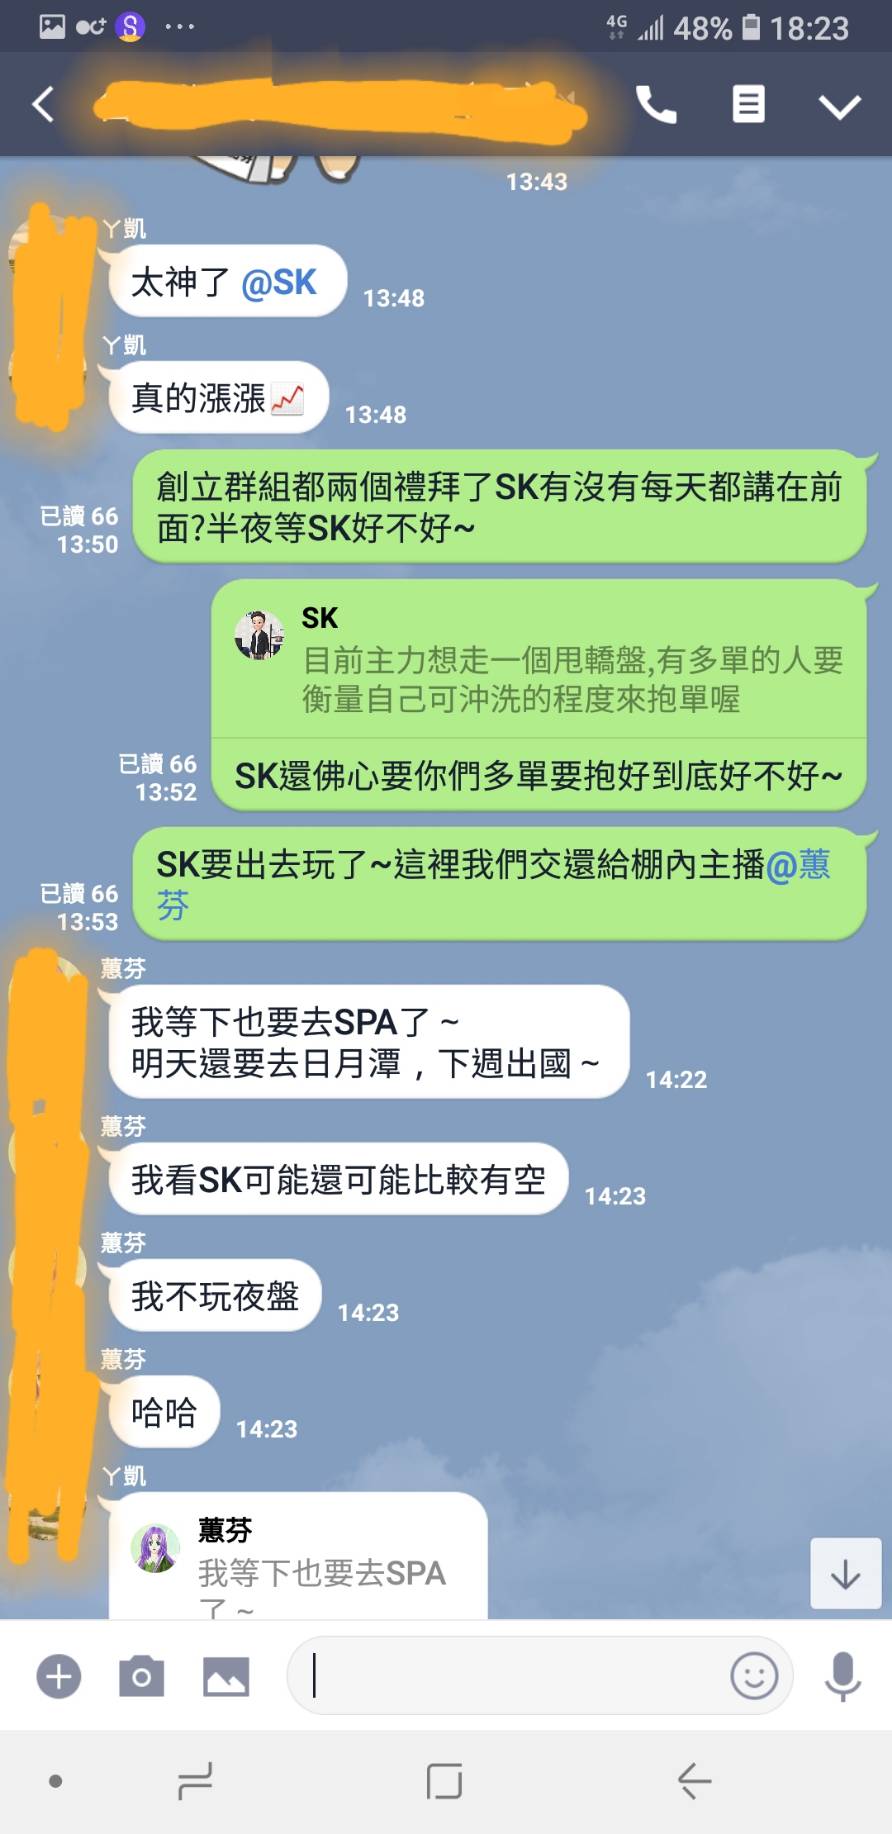 4G 48% 18:23
13:43
丫凱
太神了 @SK
13:48
丫凱
真的漲漲📈
13:48
創立群組都兩個禮拜了SK有沒有每天都講在前
面?半夜等SK好不好~
已讀 66
13:50
SK
目前主力想走一個甩轎盤,有多單的人要
衡量自己可沖洗的程度來抱單喔
SK還佛心要你們多單要抱好到底好不好~
已讀 66
13:52
SK要出去玩了~這裡我們交還給棚內主播@蕙
芬
已讀 66
13:53
蕙芬
我等下也要去SPA了~
明天還要去日月潭，下週出國~
14:22
蕙芬
我看SK可能還可能比較有空
14:23
蕙芬
我不玩夜盤
14:23
蕙芬
哈哈
14:23
丫凱
蕙芬
我等下也要去SPA
了~